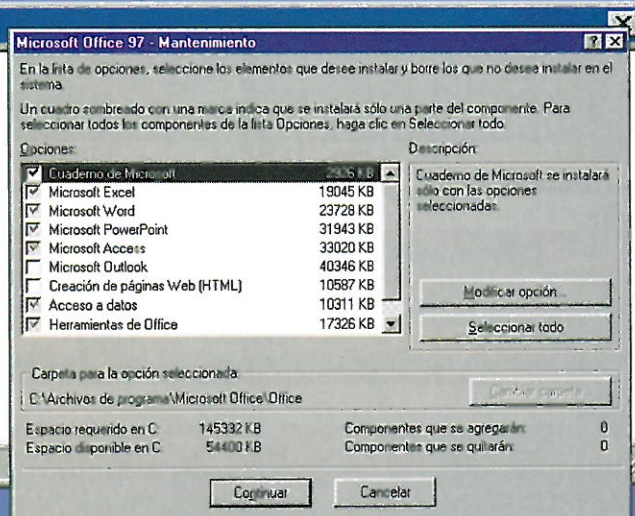 Microsoft Office 97 - Mantenimiento
En la lista de opciones, seleccione los elementos que desee instalar y borre los que no desee instalar en el
sistema.
Un cuadro sombreado con una marca indica que se instalará sólo una parte del componente. Para
seleccionar todos los componentes de la lista Opciones, haga clic en Seleccionar todo.
Opciones:
Descripción:
Cuaderno de Microsoft 2926 KB
Microsoft Excel 19045 KB
Microsoft Word 23728 KB
Microsoft PowerPoint 31943 KB
Microsoft Access 33020 KB
Microsoft Outlook 40346 KB
Creación de páginas Web (HTML) 10587 KB
Acceso a datos 10311 KB
Herramientas de Office 17326 KB
Cuaderno de Microsoft se instalará
sólo con las opciones
seleccionadas.
Modificar opción...
Seleccionar todo
Carpeta para la opción seleccionada:
C:\Archivos de programa\Microsoft Office\Office
Cambiar carpeta...
Espacio requerido en C: 145332 KB
Componentes que se agregarán: 0
Espacio disponible en C: 54400 KB
Componentes que se quitarán: 0
Continuar
Cancelar